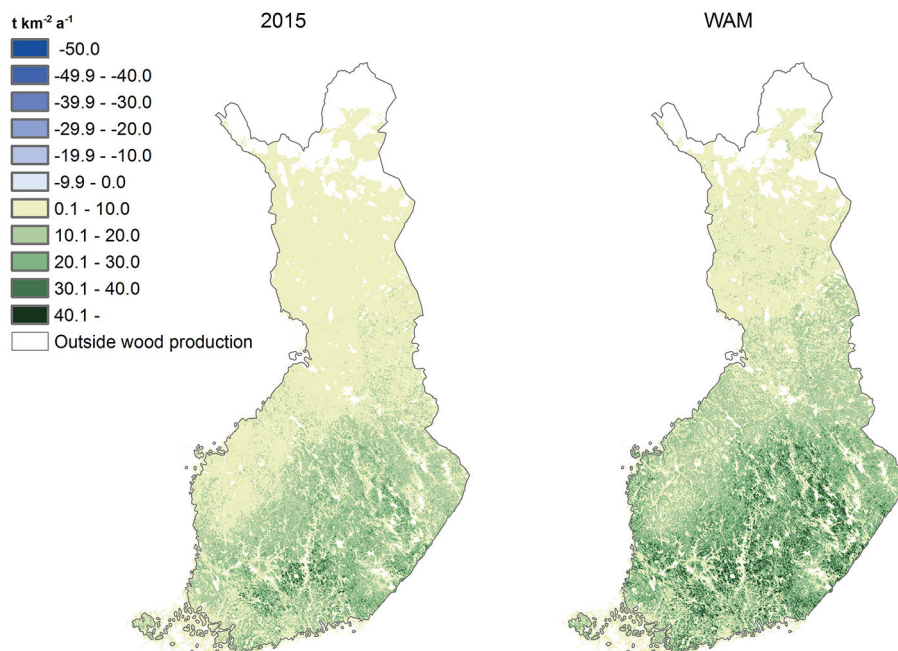 t km-2 a-1
2015
WAM
-50.0
-49.9 - -40.0
-39.9 - -30.0
-29.9 - -20.0
-19.9 - -10.0
-9.9 - 0.0
0.1 - 10.0
10.1 - 20.0
20.1 - 30.0
30.1 - 40.0
40.1 -
Outside wood production